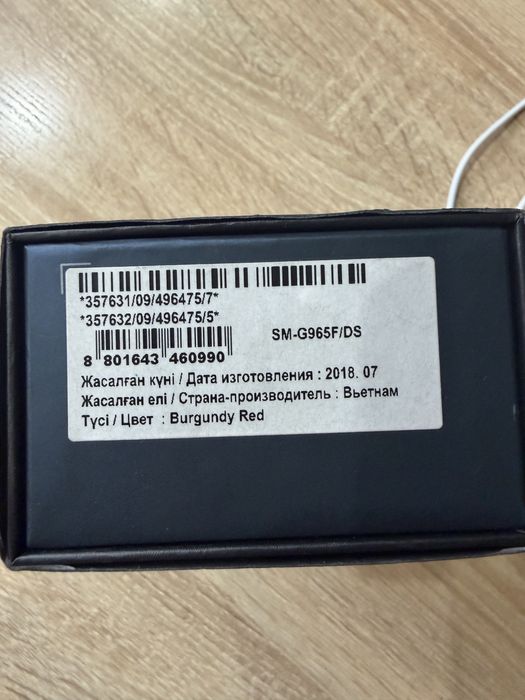 *357631/09/496475/7*
*357632/09/496475/5*
SM-G965F/DS
8 801643 460990
Жасалған күні / Дата изготовления : 2018. 07
Жасалған елі / Страна-производитель : Вьетнам
Түсі / Цвет : Burgundy Red